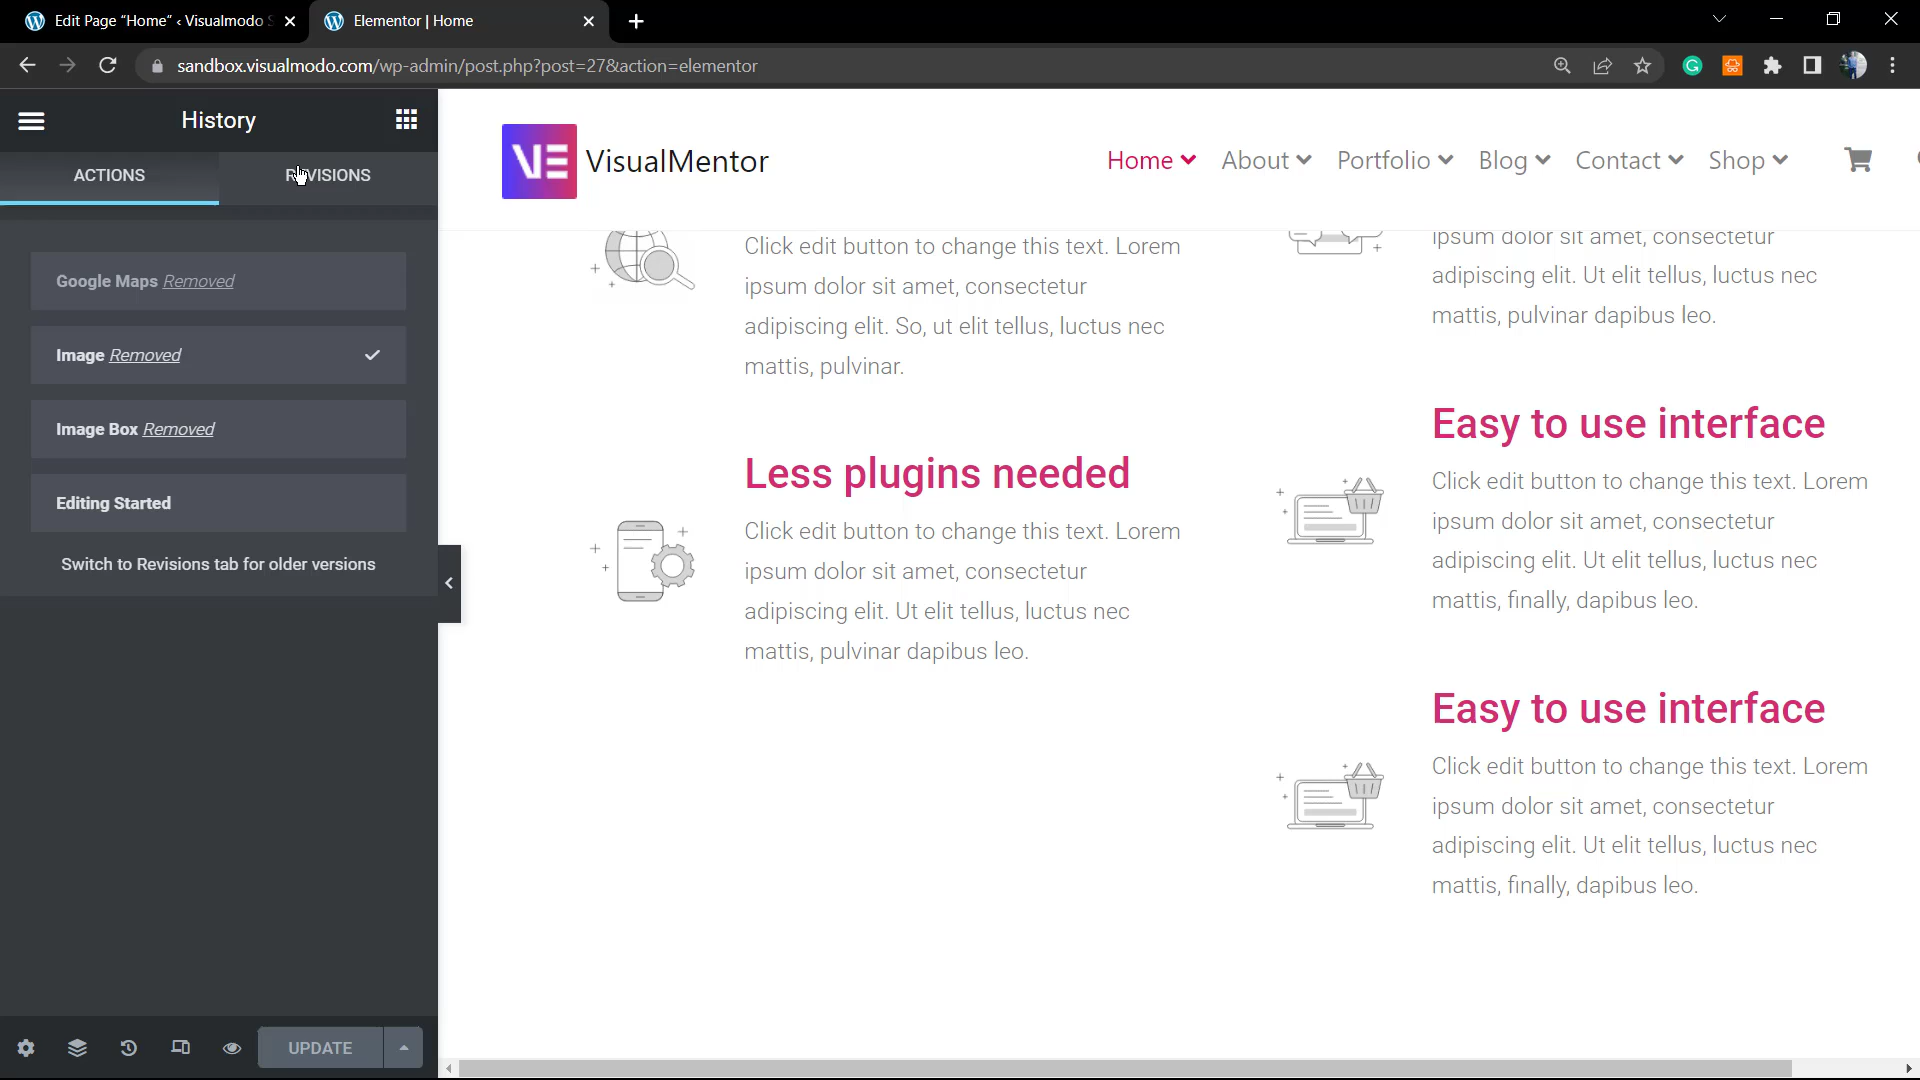 Edit Page “Home” ‹ Visualmodo S
Elementor | Home
sandbox.visualmodo.com/wp-admin/post.php?post=27&action=elementor
History
ACTIONS
REVISIONS
Google Maps Removed
Image Removed
Image Box Removed
Editing Started
Switch to Revisions tab for older versions
UPDATE
VE VisualMentor
Home
About
Portfolio
Blog
Contact
Shop
Click edit button to change this text. Lorem
ipsum dolor sit amet, consectetur
adipiscing elit. So, ut elit tellus, luctus nec
mattis, pulvinar.
Less plugins needed
Click edit button to change this text. Lorem
ipsum dolor sit amet, consectetur
adipiscing elit. Ut elit tellus, luctus nec
mattis, pulvinar dapibus leo.
ipsum dolor sit amet, consectetur
adipiscing elit. Ut elit tellus, luctus nec
mattis, pulvinar dapibus leo.
Easy to use interface
Click edit button to change this text. Lorem
ipsum dolor sit amet, consectetur
adipiscing elit. Ut elit tellus, luctus nec
mattis, finally, dapibus leo.
Easy to use interface
Click edit button to change this text. Lorem
ipsum dolor sit amet, consectetur
adipiscing elit. Ut elit tellus, luctus nec
mattis, finally, dapibus leo.